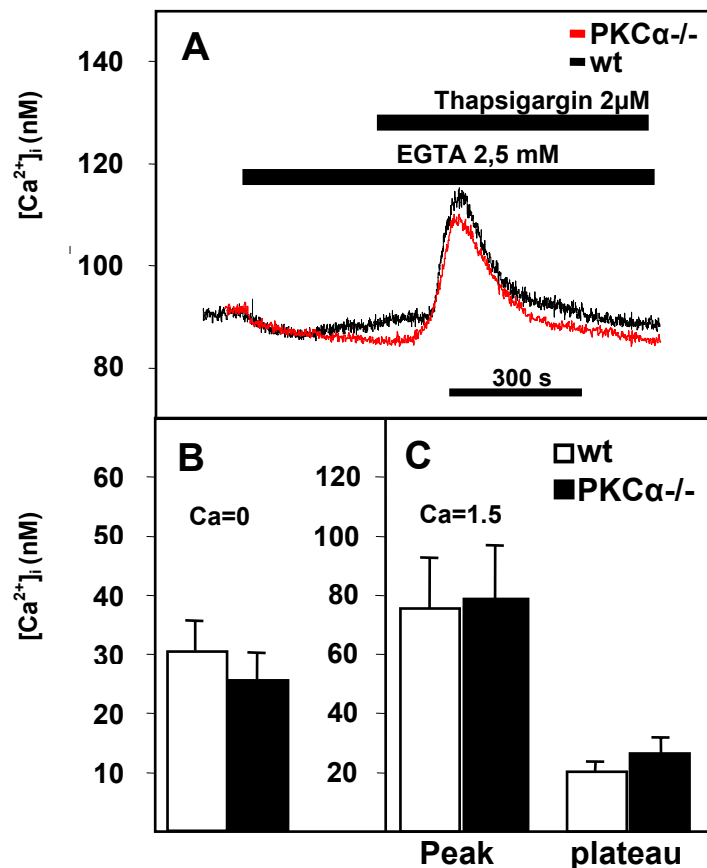 A
PKCα-/-
wt
Thapsigargin 2µM
EGTA 2,5 mM
[Ca²⁺]ᵢ (nM)
140
120
100
80
300 s
B
Ca=0
[Ca²⁺]ᵢ (nM)
60
50
40
30
20
10
C
wt
PKCα-/-
Ca=1.5
120
100
80
60
40
20
Peak
plateau